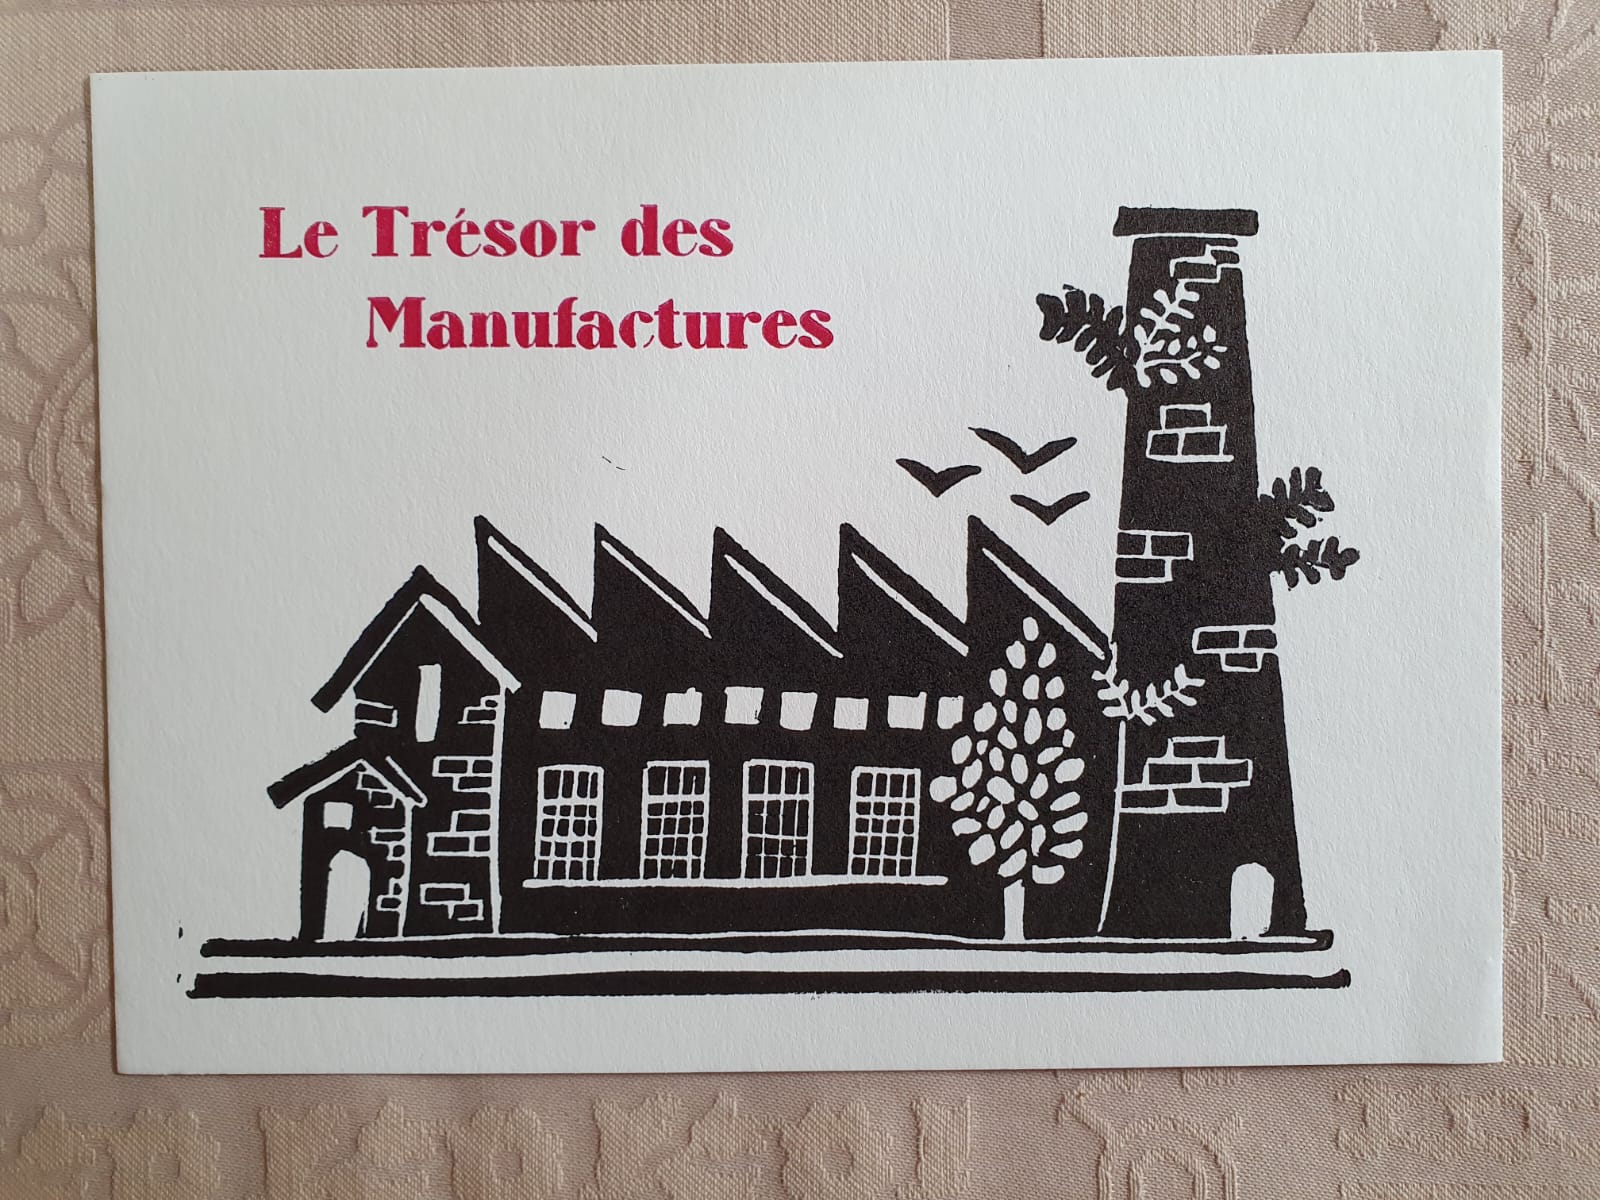 Le Trésor des
Manufactures